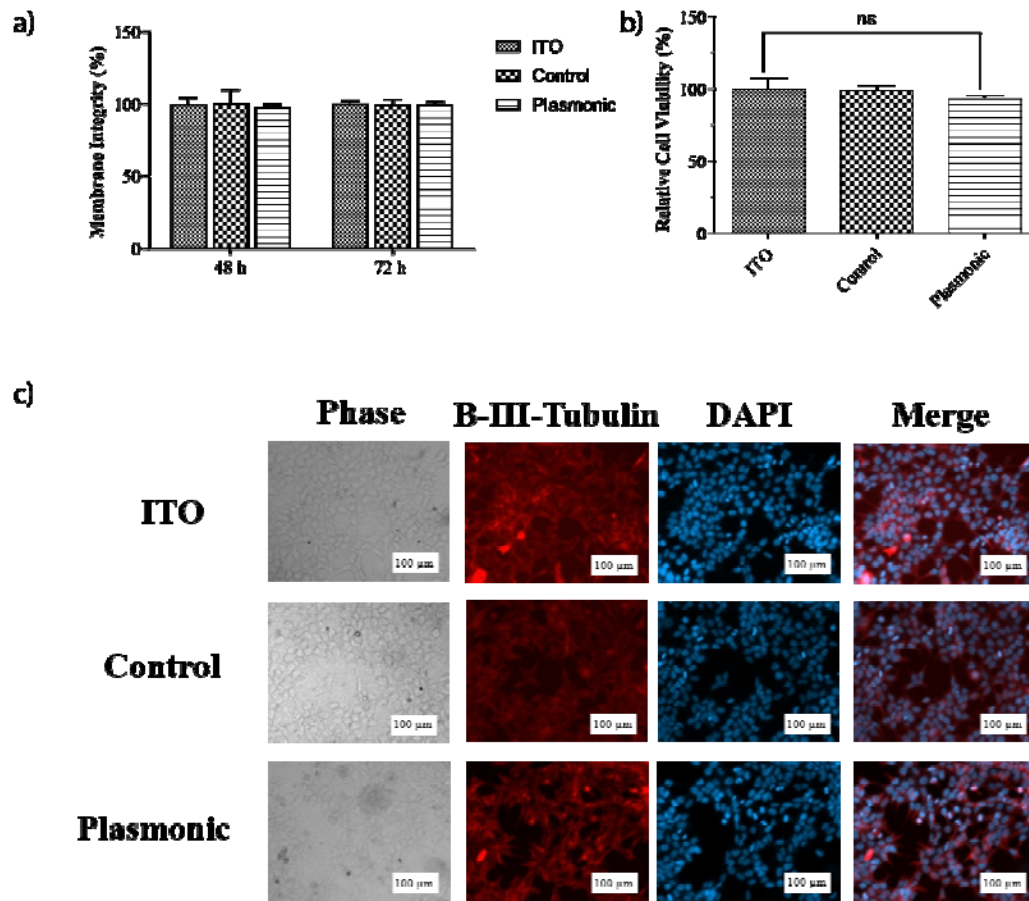 a)
Membrane Integrity (%)
150
100
50
0
48 h
72 h
ITO
Control
Plasmonic
b)
Relative Cell Viability (%)
150
100
50
0
ns
ITO
Control
Plasmonic
c)
Phase
B-III-Tubulin
DAPI
Merge
ITO
100 µm
100 µm
100 µm
100 µm
Control
100 µm
100 µm
100 µm
100 µm
Plasmonic
100 µm
100 µm
100 µm
100 µm